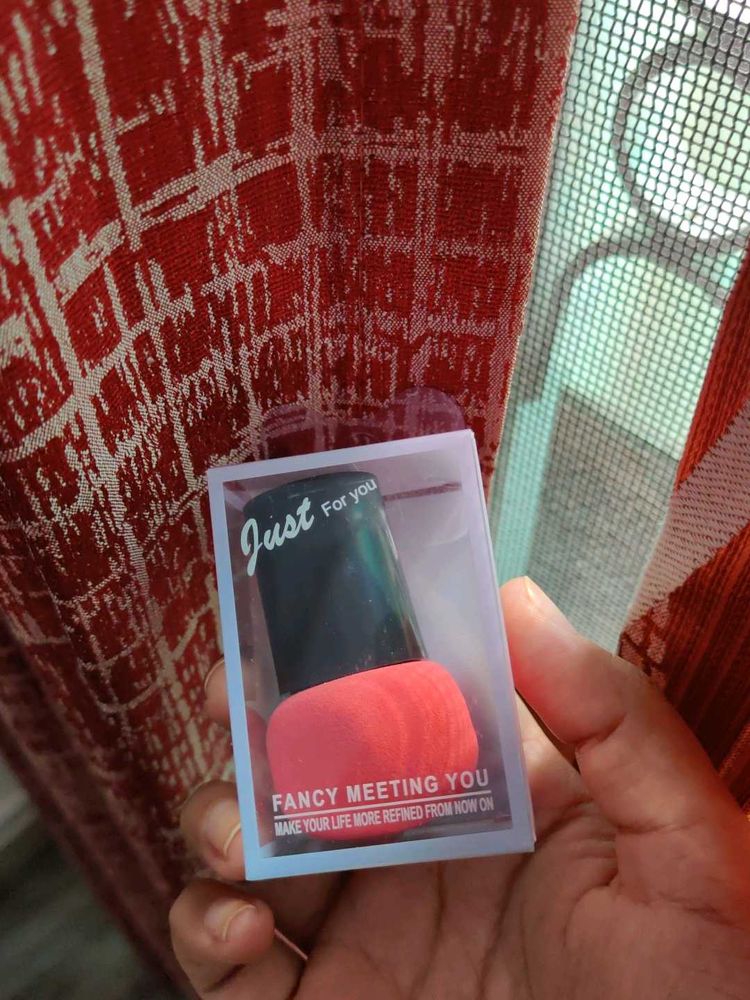 Just For you
FANCY MEETING YOU
MAKE YOUR LIFE MORE REFINED FROM NOW ON